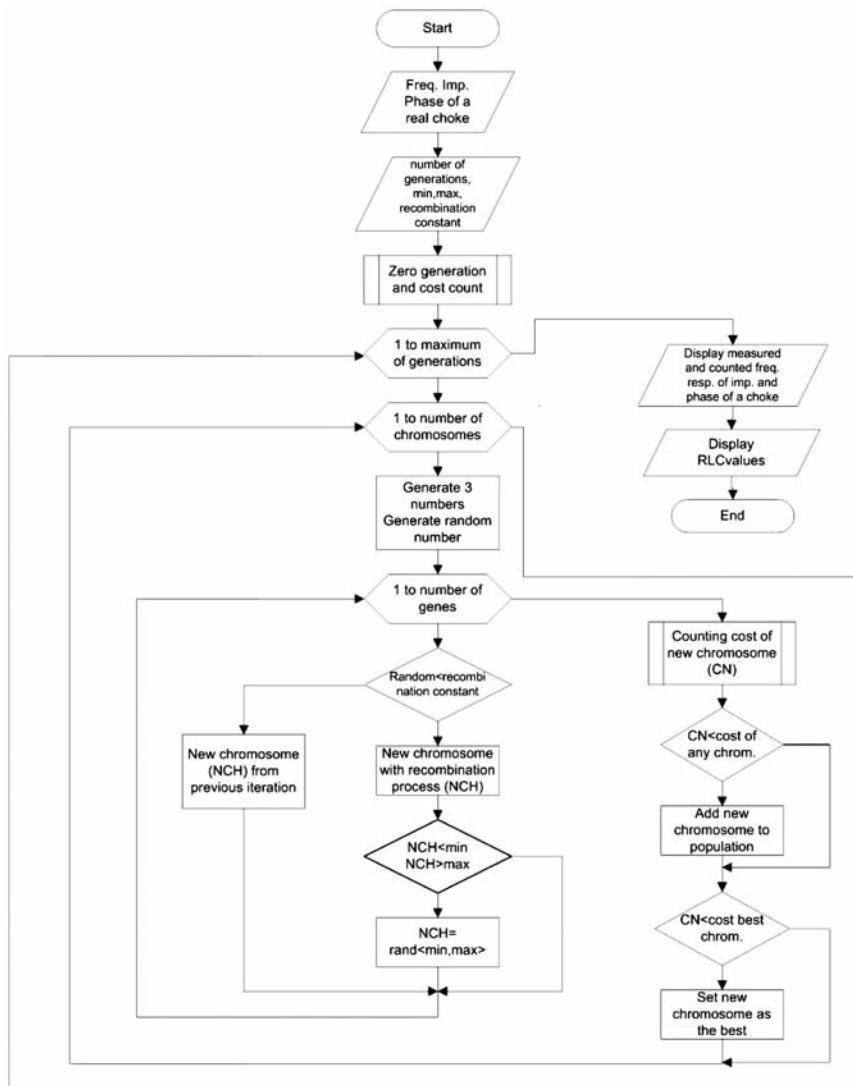 Start
Freq. Imp.
Phase of a
real choke
number of
generations,
min,max,
recombination
constant
Zero generation
and cost count
1 to maximum
of generations
Display measured
and counted freq.
resp. of imp. and
phase of a choke
1 to number of
chromosomes
Display
RLCvalues
Generate 3
numbers
Generate random
number
End
1 to number of
genes
Counting cost of
new chromosome
(CN)
Random<recombi
nation constant
New chromosome
(NCH) from
previous iteration
New chromosome
with recombination
process (NCH)
CN<cost of
any chrom.
Add new
chromosome to
population
NCH<min
NCH>max
CN<cost best
chrom.
NCH=
rand<min,max>
Set new
chromosome as
the best